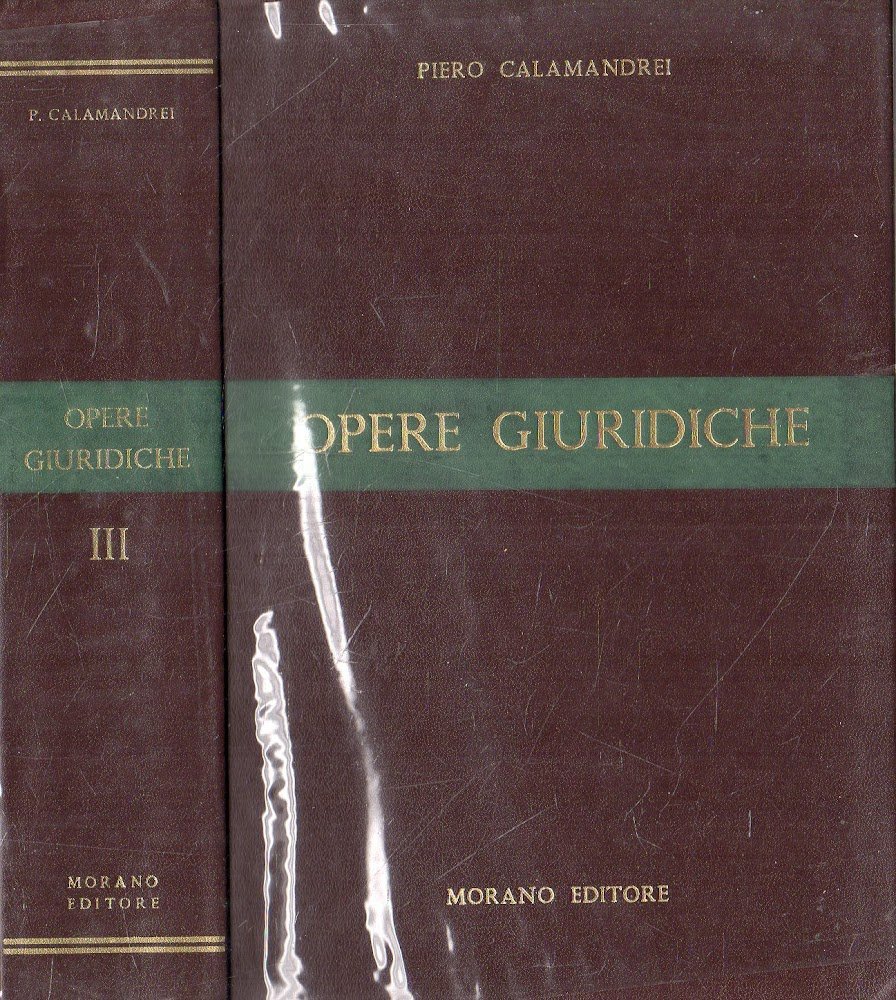 P. CALAMANDREI
OPERE
GIURIDICHE
III
MORANO
EDITORE
PIERO CALAMANDREI
OPERE GIURIDICHE
MORANO EDITORE